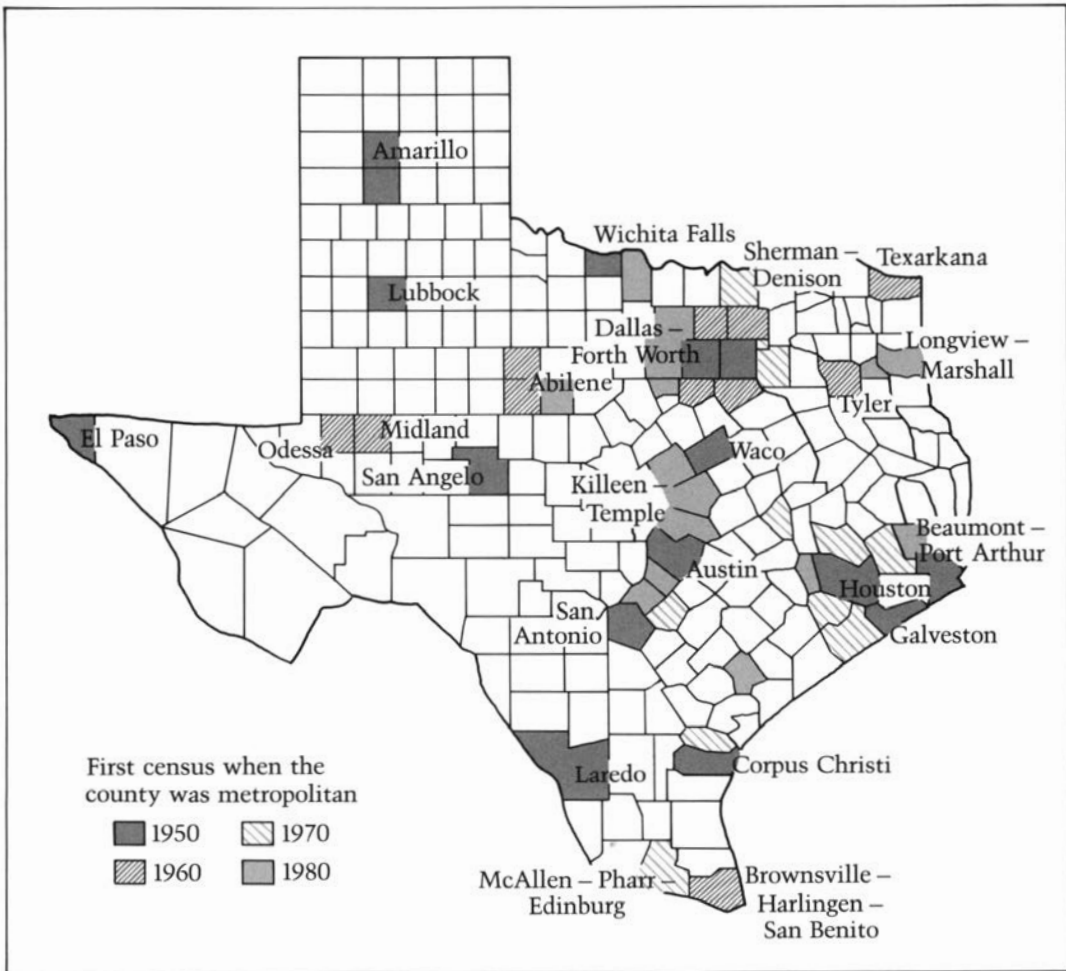 Amarillo
Wichita Falls
Sherman –
Denison
Texarkana
Lubbock
Dallas –
Forth Worth
Longview –
Marshall
Abilene
Tyler
El Paso
Odessa
Midland
San Angelo
Waco
Killeen –
Temple
Beaumont –
Port Arthur
Austin
Houston
San
Antonio
Galveston
First census when the
county was metropolitan
1950
1970
1960
1980
Laredo
Corpus Christi
McAllen – Pharr –
Edinburg
Brownsville –
Harlingen –
San Benito